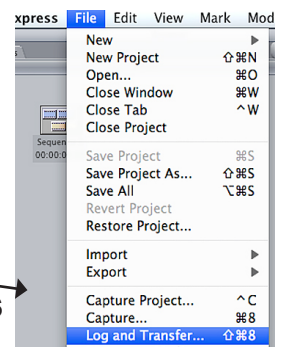 xpress File Edit View Mark Mod
New
New Project ⇧⌘N
Open... ⌘O
Close Window ⌘W
Close Tab ^W
Close Project
Sequen
00:00:0
Save Project ⌘S
Save Project As... ⇧⌘S
Save All ⌥⌘S
Revert Project
Restore Project...
Import
Export
Capture Project... ^C
Capture... ⌘8
Log and Transfer... ⇧⌘8